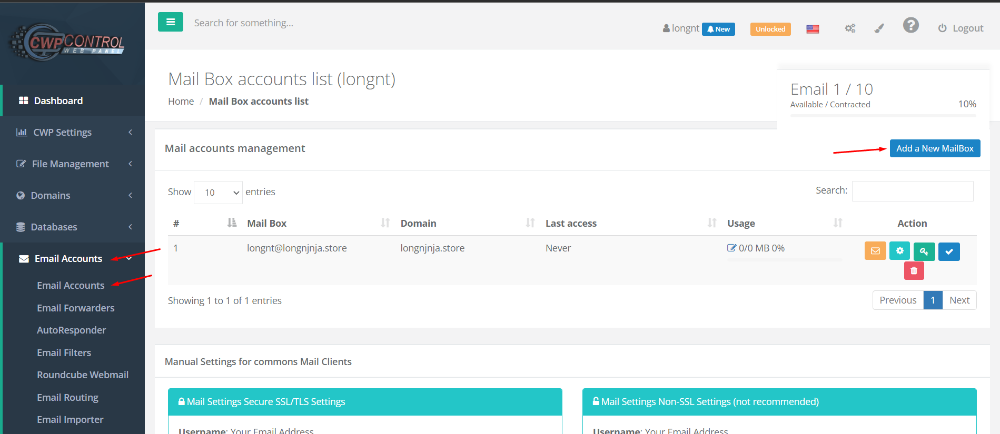 CWP CONTROL
WEB PANEL
Search for something...
longnt New Unlocked Logout
Dashboard
CWP Settings
File Management
Domains
Databases
Email Accounts
Email Accounts
Email Forwarders
AutoResponder
Email Filters
Roundcube Webmail
Email Routing
Email Importer
Mail Box accounts list (longnt)
Home / Mail Box accounts list
Email 1 / 10
Available / Contracted 10%
Mail accounts management
Add a New MailBox
Show 10 entries
Search:
# Mail Box Domain Last access Usage Action
1 longnt@longnjnja.store longnjnja.store Never 0/0 MB 0%
Showing 1 to 1 of 1 entries
Previous 1 Next
Manual Settings for commons Mail Clients
Mail Settings Secure SSL/TLS Settings
Username: Your Email Address
Mail Settings Non-SSL Settings (not recommended)
Username: Your Email Address